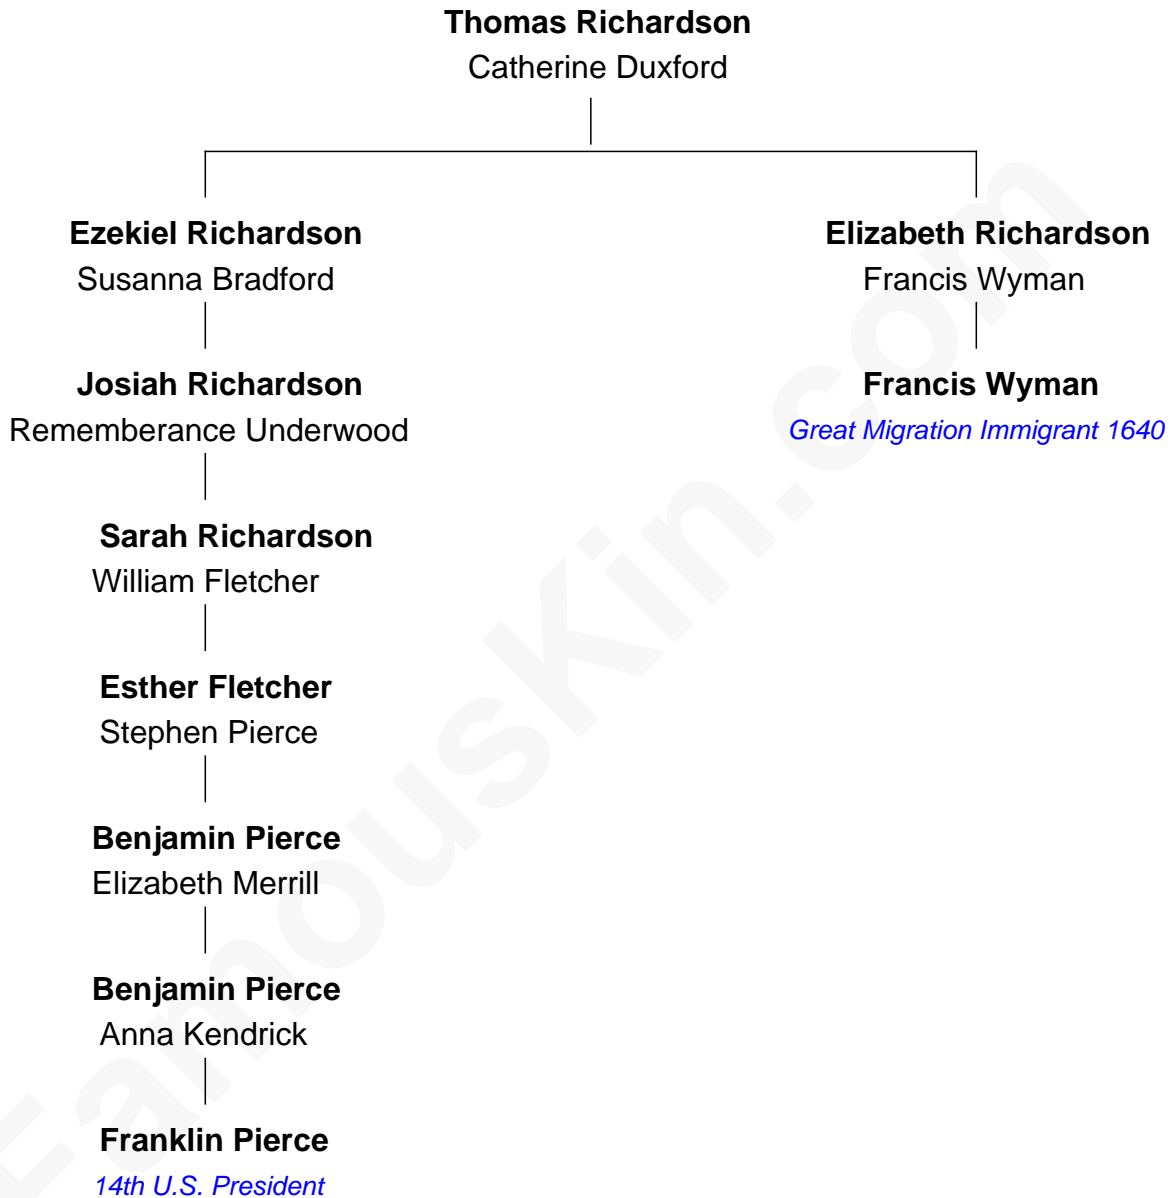 Thomas Richardson
Catherine Duxford
Ezekiel Richardson
Susanna Bradford
Elizabeth Richardson
Francis Wyman
Josiah Richardson
Rememberance Underwood
Francis Wyman
Great Migration Immigrant 1640
Sarah Richardson
William Fletcher
Esther Fletcher
Stephen Pierce
Benjamin Pierce
Elizabeth Merrill
Benjamin Pierce
Anna Kendrick
Franklin Pierce
14th U.S. President
FamousKin.com